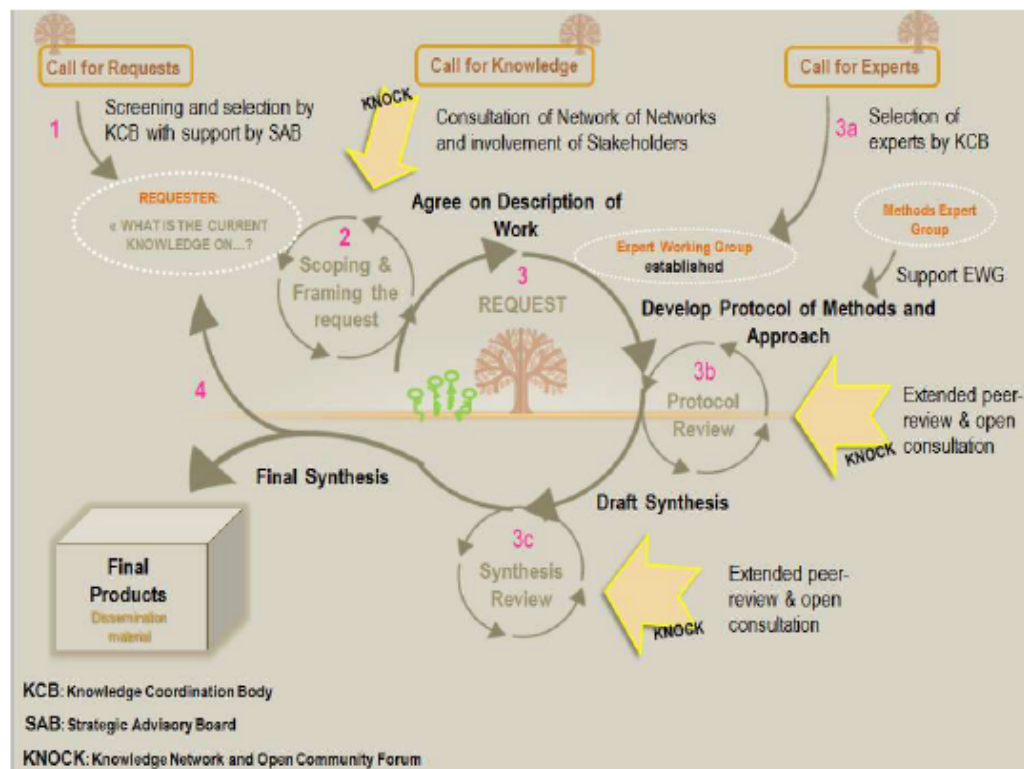 Call for Requests
Call for Knowledge
Call for Experts
1
Screening and selection by
KCB with support by SAB
KNOCK
Consultation of Network of Networks
and involvement of Stakeholders
3a
Selection of
experts by KCB
REQUESTER:
« WHAT IS THE CURRENT
KNOWLEDGE ON...?
2
Scoping &
Framing the
request
Agree on Description of
Work
3
REQUEST
Expert Working Group
established
Methods Expert
Group
Support EWG
Develop Protocol of Methods and
Approach
3b
Protocol
Review
Extended peer-
review & open
consultation
KNOCK
4
Final Synthesis
Draft Synthesis
3c
Synthesis
Review
Extended peer-
review & open
consultation
KNOCK
Final
Products
Dissemination
material
KCB: Knowledge Coordination Body
SAB: Strategic Advisory Board
KNOCK: Knowledge Network and Open Community Forum